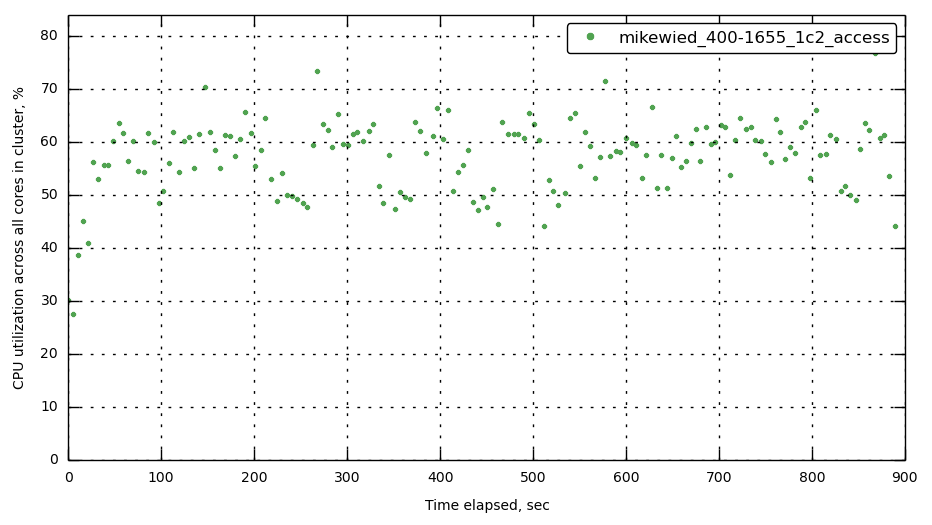 mikewied_400-1655_1c2_access
CPU utilization across all cores in cluster, %
80
70
60
50
40
30
20
10
0
0 100 200 300 400 500 600 700 800 900
Time elapsed, sec